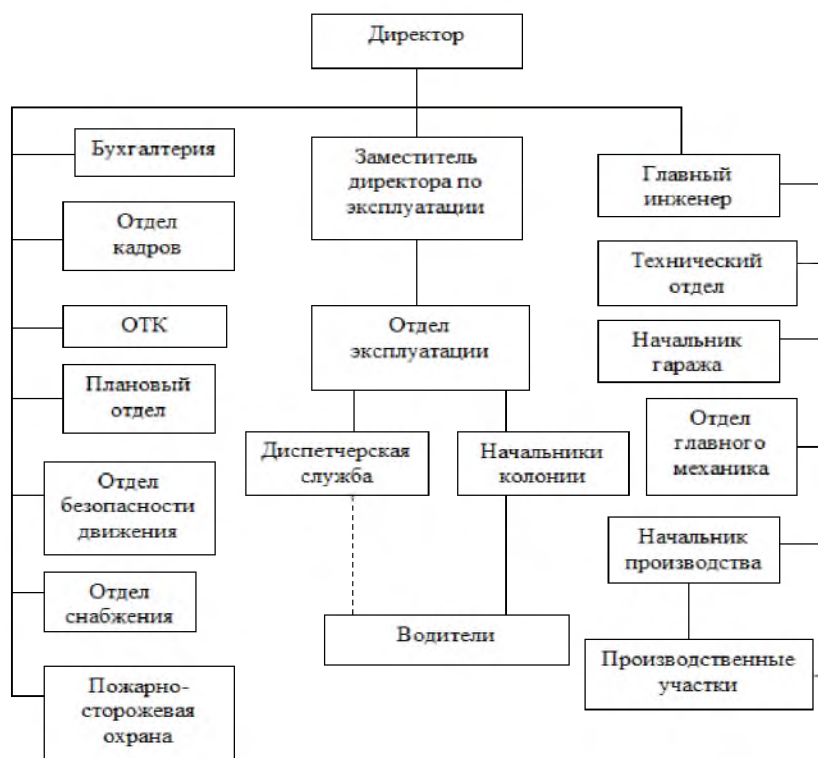 Директор
Бухгалтерия
Отдел
кадров
ОТК
Плановый
отдел
Отдел
безопасности
движения
Отдел
снабжения
Пожарно-
сторожевая
охрана
Заместитель
директора по
эксплуатации
Отдел
эксплуатации
Диспетчерская
служба
Начальники
колонии
Водители
Главный
инженер
Технический
отдел
Начальник
гаража
Отдел
главного
механика
Начальник
производства
Производственные
участки